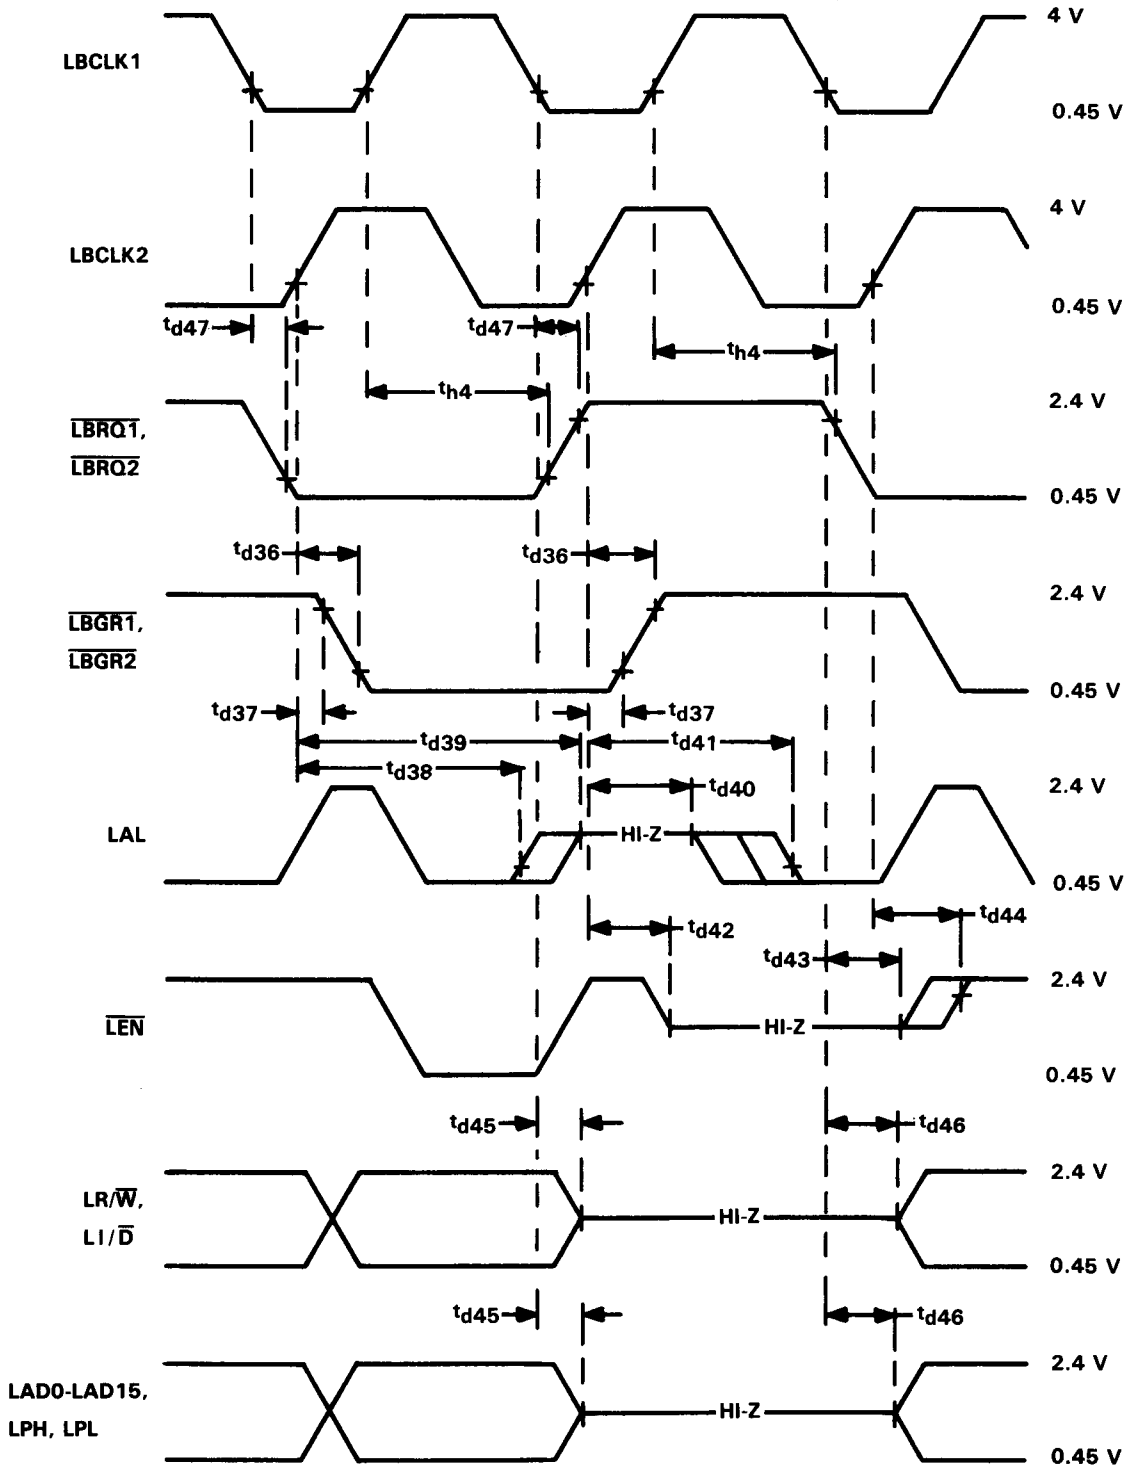 4 V
LBCLK1
0.45 V
4 V
LBCLK2
0.45 V
td47
td47
th4
th4
2.4 V
LBRQ1,
LBRQ2
0.45 V
td36
td36
2.4 V
LBGR1,
LBGR2
0.45 V
td37
td37
td39
td41
td38
td40
2.4 V
LAL
HI-Z
0.45 V
td44
td42
td43
2.4 V
LEN
HI-Z
0.45 V
td45
td46
2.4 V
LR/W,
HI-Z
LI/D
0.45 V
td45
td46
2.4 V
LAD0-LAD15,
HI-Z
LPH, LPL
0.45 V